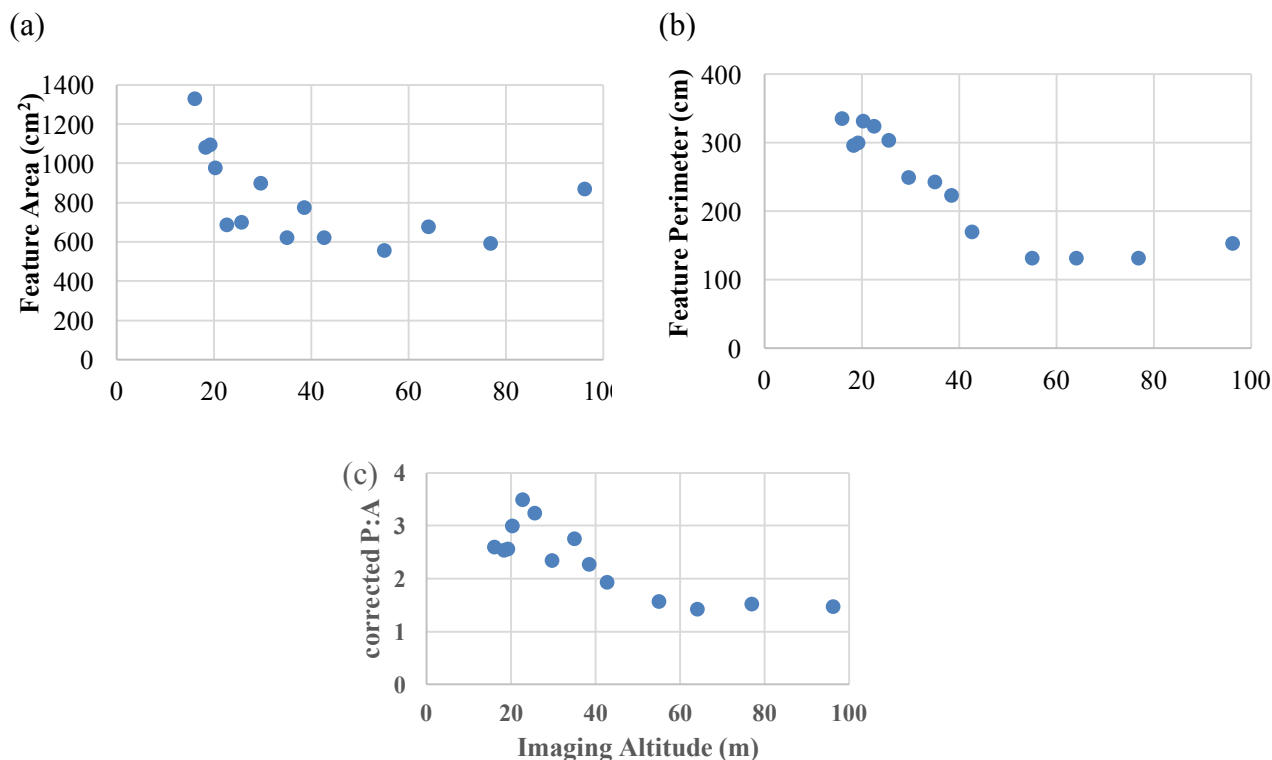 (a)
1400
1200
1000
800
600
400
200
0
0 20 40 60 80 100
Feature Area (cm²)
(b)
400
300
200
100
0
0 20 40 60 80 100
Feature Perimeter (cm)
(c)
4
3
2
1
0
0 20 40 60 80 100
corrected P:A
Imaging Altitude (m)